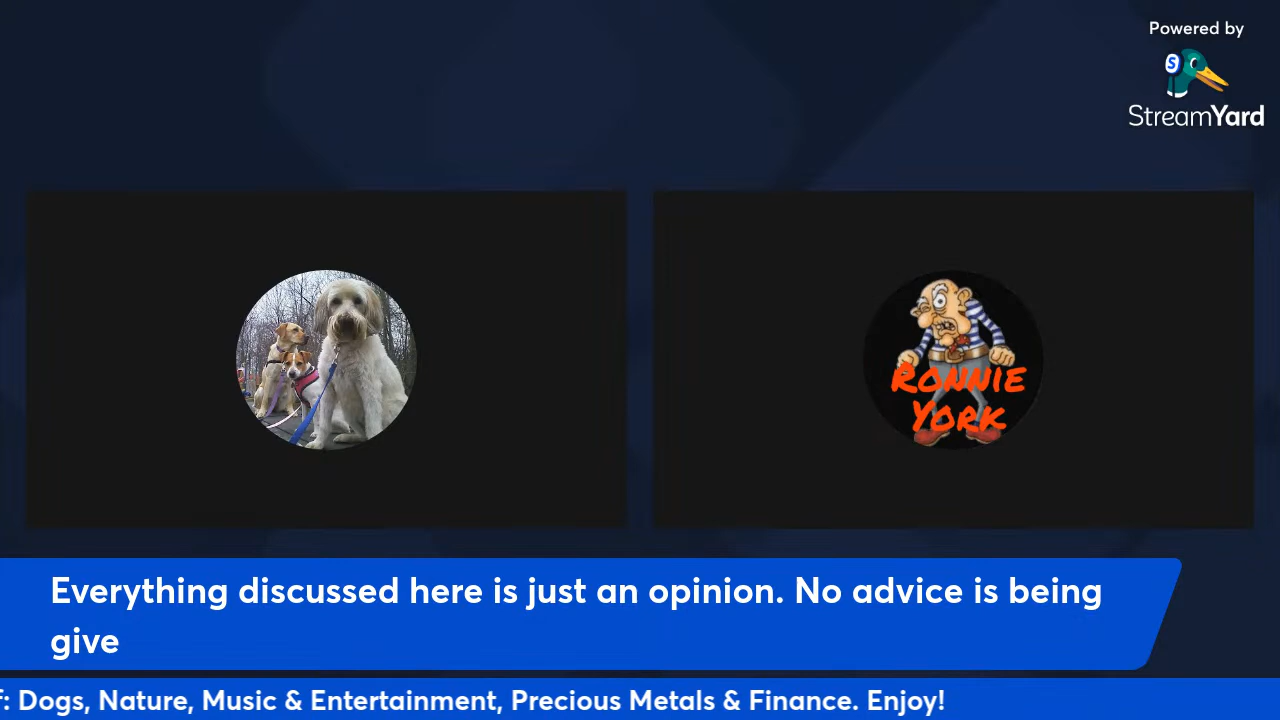 Powered by
S
StreamYard
RONNIE
YORK
Everything discussed here is just an opinion. No advice is being
give
f: Dogs, Nature, Music & Entertainment, Precious Metals & Finance. Enjoy!